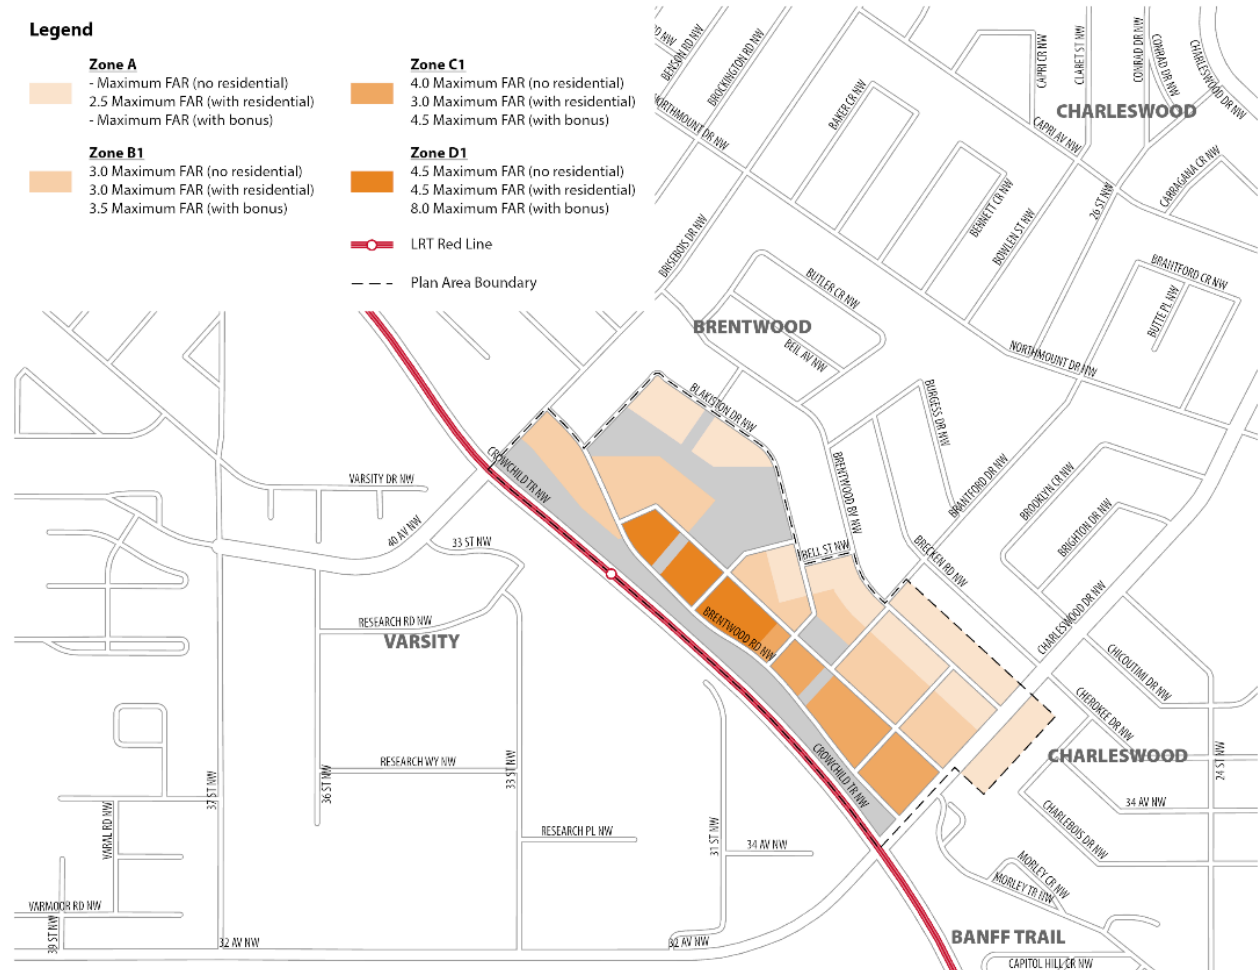 Legend
Zone A
- Maximum FAR (no residential)
2.5 Maximum FAR (with residential)
- Maximum FAR (with bonus)
Zone B1
3.0 Maximum FAR (no residential)
3.0 Maximum FAR (with residential)
3.5 Maximum FAR (with bonus)
Zone C1
4.0 Maximum FAR (no residential)
3.0 Maximum FAR (with residential)
4.5 Maximum FAR (with bonus)
Zone D1
4.5 Maximum FAR (no residential)
4.5 Maximum FAR (with residential)
8.0 Maximum FAR (with bonus)
LRT Red Line
Plan Area Boundary
BENSON RD NW
BROCKINGTON RD NW
NORTHMOUNT DR NW
BAKER CR NW
CAPRI CR NW
CLARET ST NW
CONRAD DR NW
CONRAD DR NW
CHARLESWOOD DR NW
CHARLESWOOD
CAPRI AV NW
CARRAGANA CR NW
26 ST NW
BENNETT CR NW
BOWLEN ST NW
BRISEBOIS DR NW
BUTLER CR NW
BRANTFORD CR NW
BUTTE PL NW
BRENTWOOD
BEIL AV NW
NORTHMOUNT DR NW
BLAKISTON DR NW
BURGESS DR NW
BRENTWOOD BV NW
BRANTFORD DR NW
BROOKLYN CR NW
BRIGHTON DR NW
CROWCHILD TR NW
VARSITY DR NW
40 AV NW
33 ST NW
BELL ST NW
BRECKEN RD NW
RESEARCH RD NW
VARSITY
BRENTWOOD RD NW
CHARLESWOOD DR NW
CHICOUTIMI DR NW
CHEROKEE DR NW
CHARLESWOOD
24 ST NW
CROWCHILD TR NW
RESEARCH WY NW
37 ST NW
36 ST NW
33 ST NW
34 AV NW
CHARLEBOIS DR NW
VARAL RD NW
RESEARCH PL NW
31 ST NW
34 AV NW
MORLEY CR NW
MORLEY TR NW
VARMOOR RD NW
39 ST NW
32 AV NW
32 AV NW
BANFF TRAIL
CAPITOL HILL CR NW